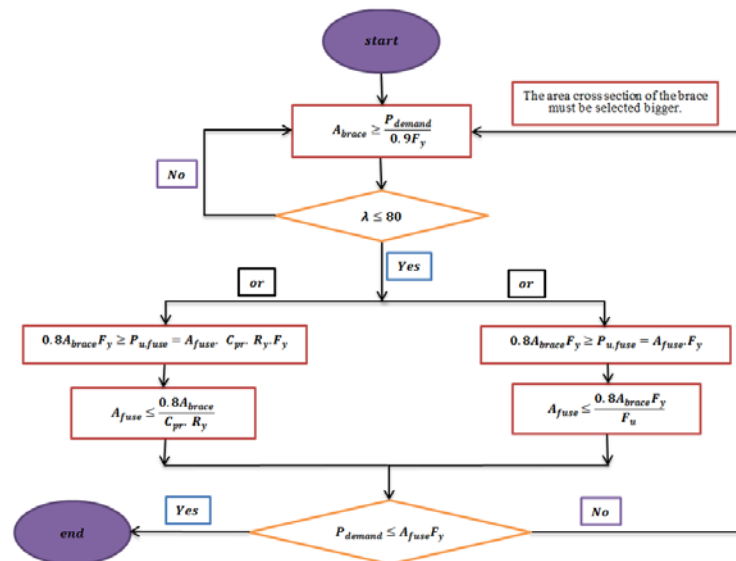 start
The area cross section of the brace
must be selected bigger.
A_brace ≥ P_demand / 0.9F_y
No
λ ≤ 80
Yes
or
or
0.8A_brace F_y ≥ P_u,fuse = A_fuse. C_pr. R_y. F_y
0.8A_brace F_y ≥ P_u,fuse = A_fuse. F_y
A_fuse ≤ 0.8A_brace / C_pr. R_y
A_fuse ≤ 0.8A_brace F_y / F_u
Yes
No
end
P_demand ≤ A_fuse F_y